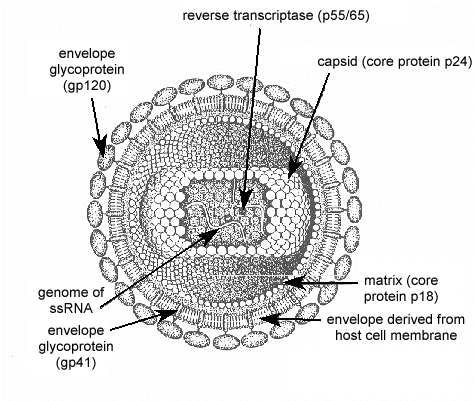 reverse transcriptase (p55/65)
envelope
glycoprotein
(gp120)
capsid (core protein p24)
genome of
ssRNA
matrix (core
protein p18)
envelope
glycoprotein
(gp41)
envelope derived from
host cell membrane